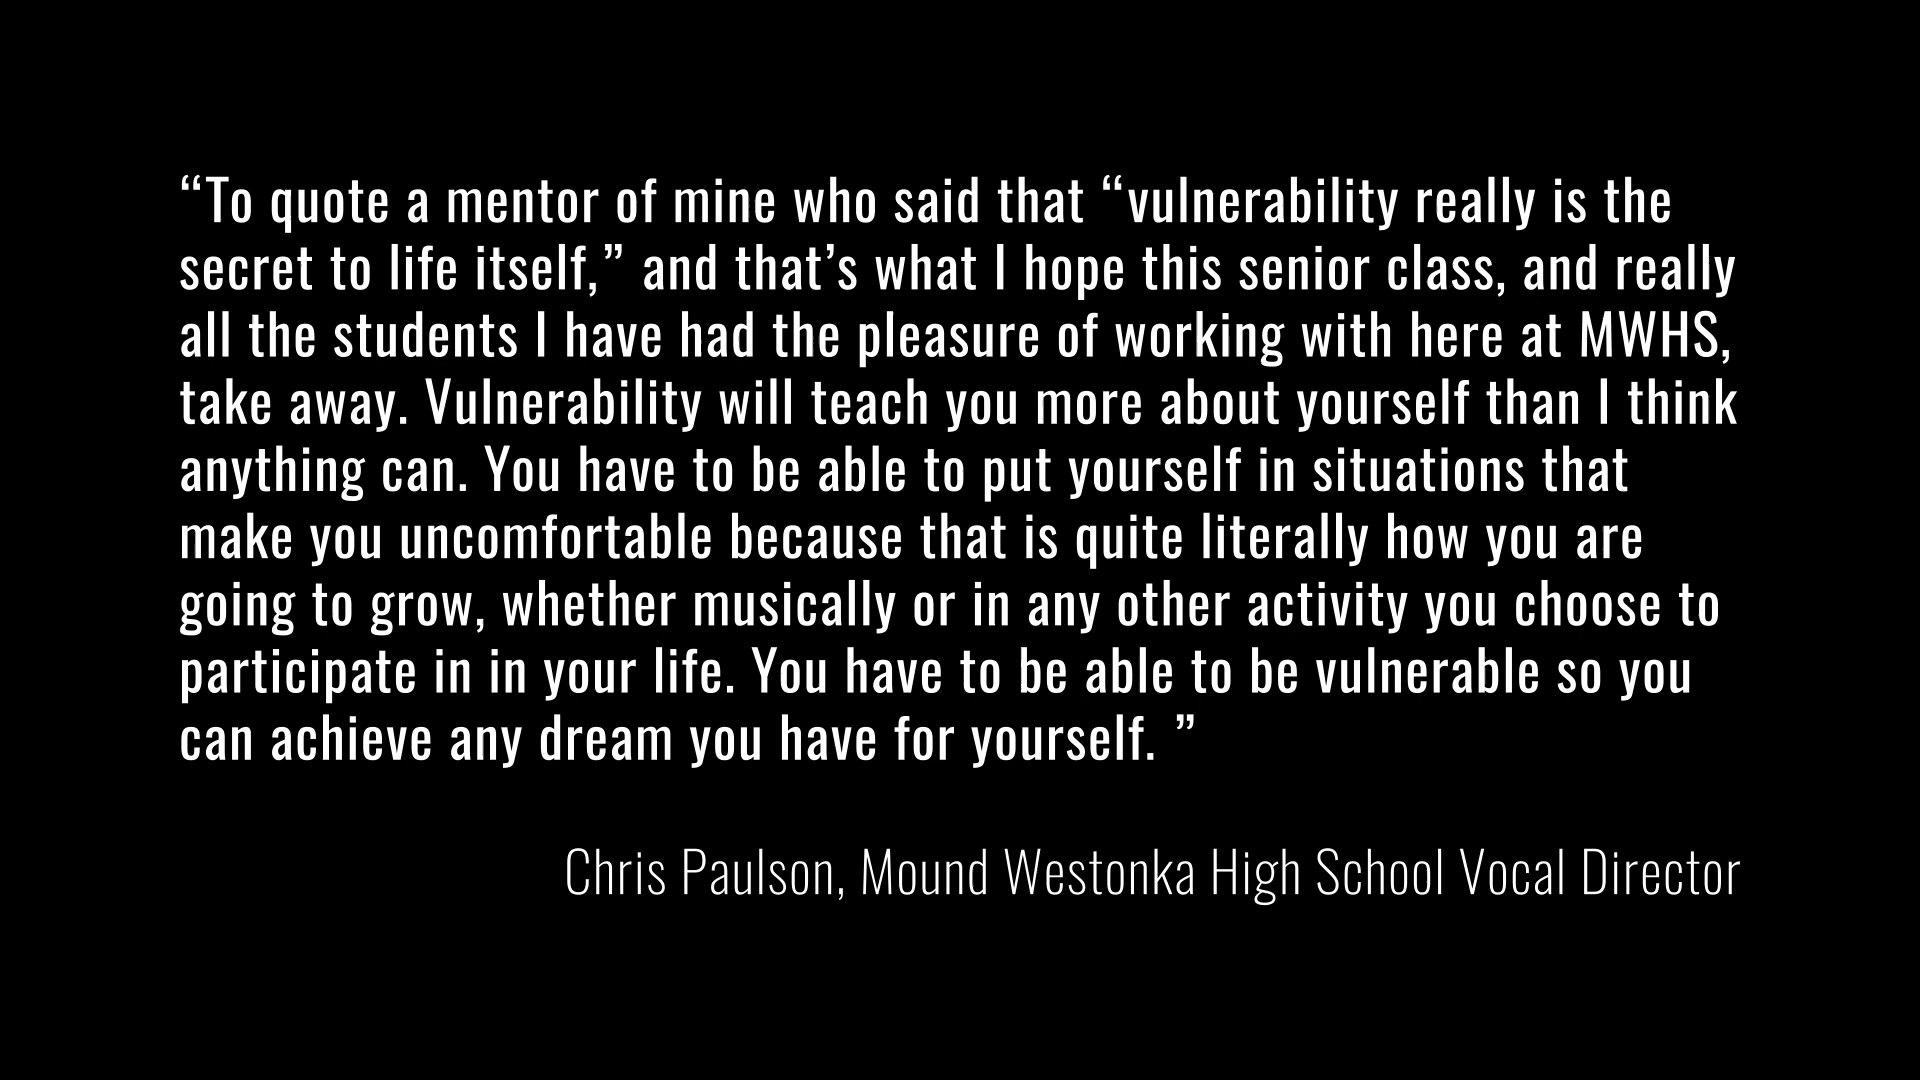 “To quote a mentor of mine who said that “vulnerability really is the
secret to life itself,” and that’s what I hope this senior class, and really
all the students I have had the pleasure of working with here at MWHS,
take away. Vulnerability will teach you more about yourself than I think
anything can. You have to be able to put yourself in situations that
make you uncomfortable because that is quite literally how you are
going to grow, whether musically or in any other activity you choose to
participate in in your life. You have to be able to be vulnerable so you
can achieve any dream you have for yourself. ”
Chris Paulson, Mound Westonka High School Vocal Director